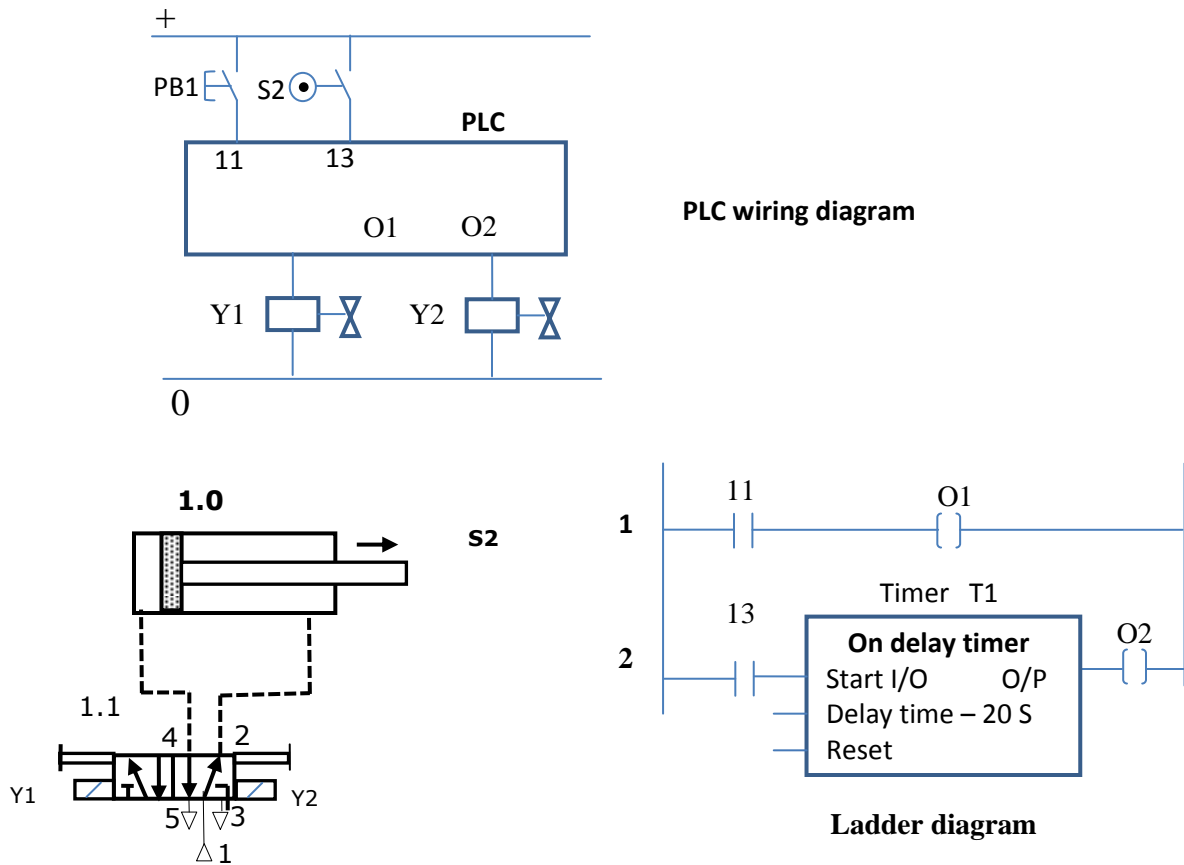 +
PB1
S2
PLC
11 13
PLC wiring diagram
O1 O2
Y1 Y2
0
1.0
S2
1.1
4 2
Y1 Y2
5 3
1
11 O1
1
Timer T1
13
On delay timer
O2
2
Start I/O O/P
Delay time – 20 S
Reset
Ladder diagram